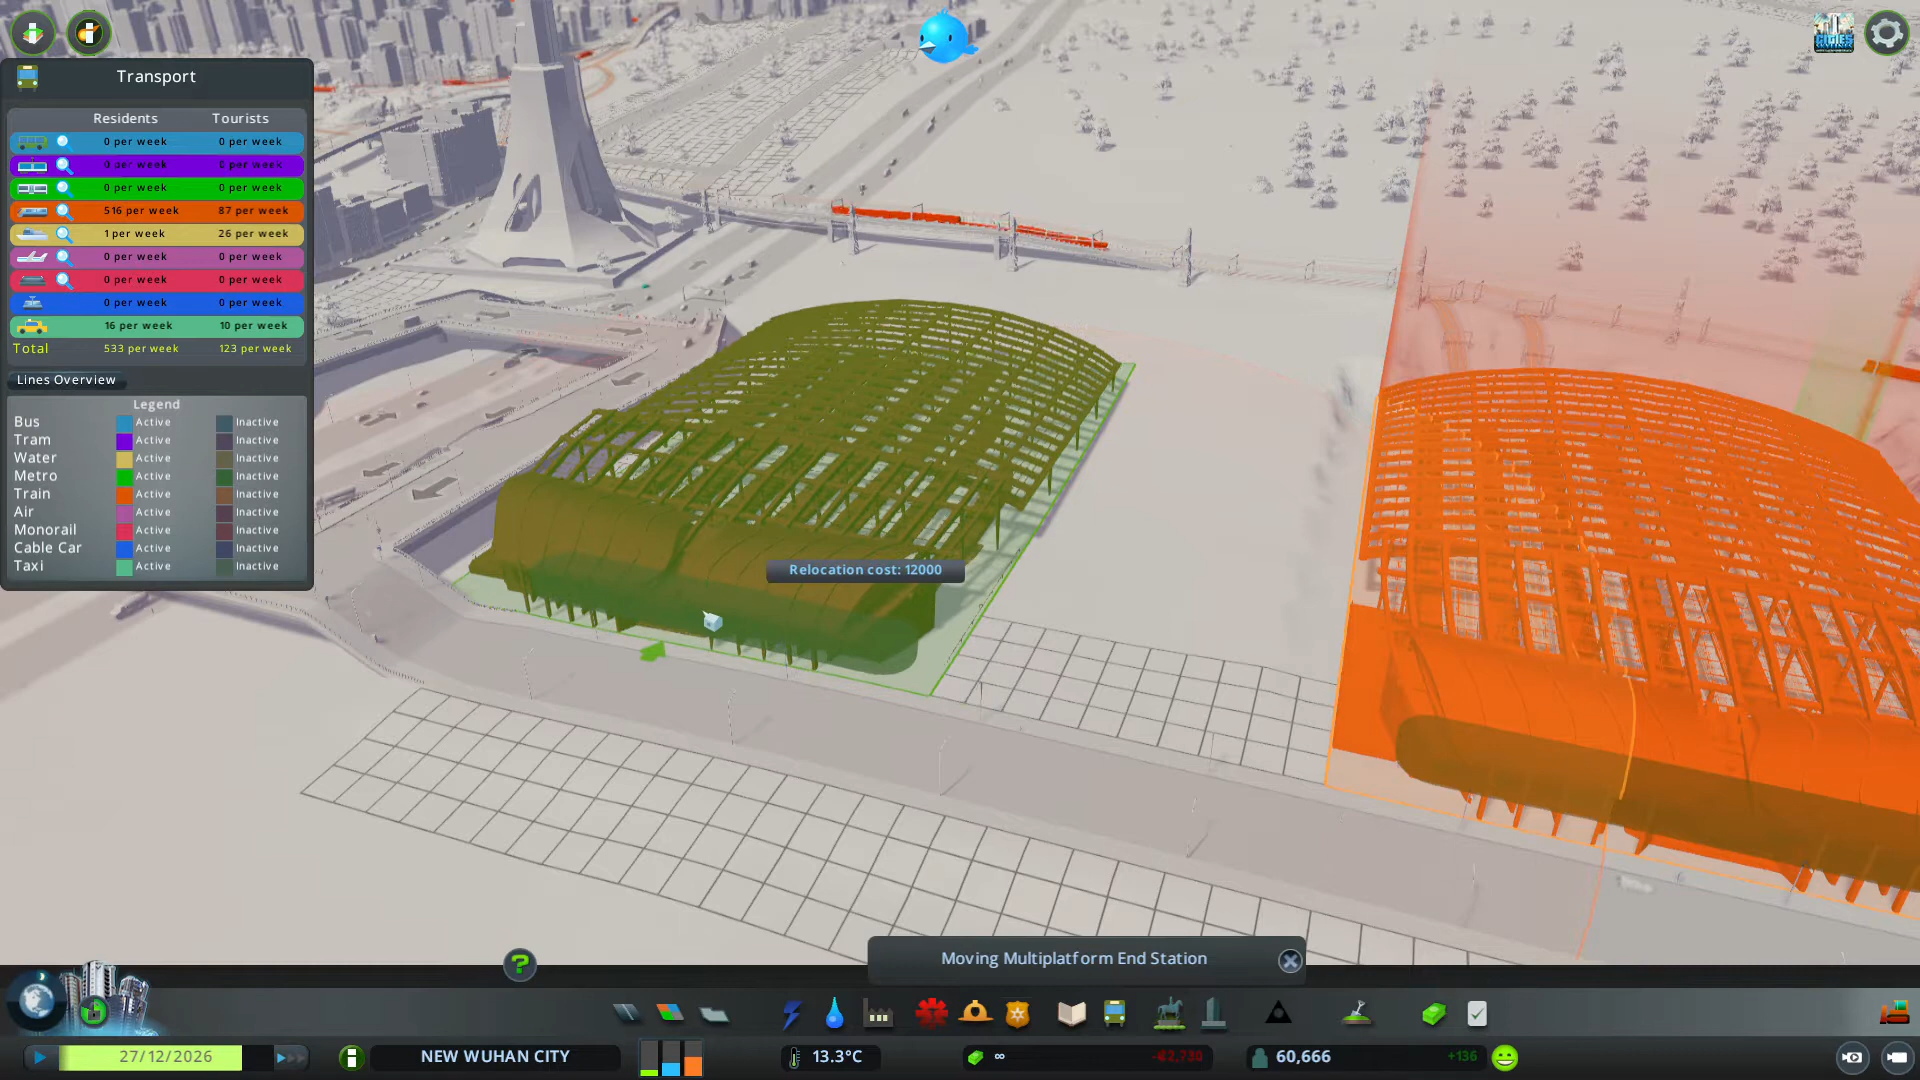 Transport
Residents Tourists
0 per week 0 per week
0 per week 0 per week
0 per week 0 per week
516 per week 87 per week
1 per week 26 per week
0 per week 0 per week
0 per week 0 per week
0 per week 0 per week
16 per week 10 per week
Total 533 per week 123 per week
Lines Overview
Legend
Bus Active Inactive
Tram Active Inactive
Water Active Inactive
Metro Active Inactive
Train Active Inactive
Air Active Inactive
Monorail Active Inactive
Cable Car Active Inactive
Taxi Active Inactive
CITIES
Relocation cost: 12000
Moving Multiplatform End Station
27/12/2026
NEW WUHAN CITY
13.3°C
∞
60,666
+136